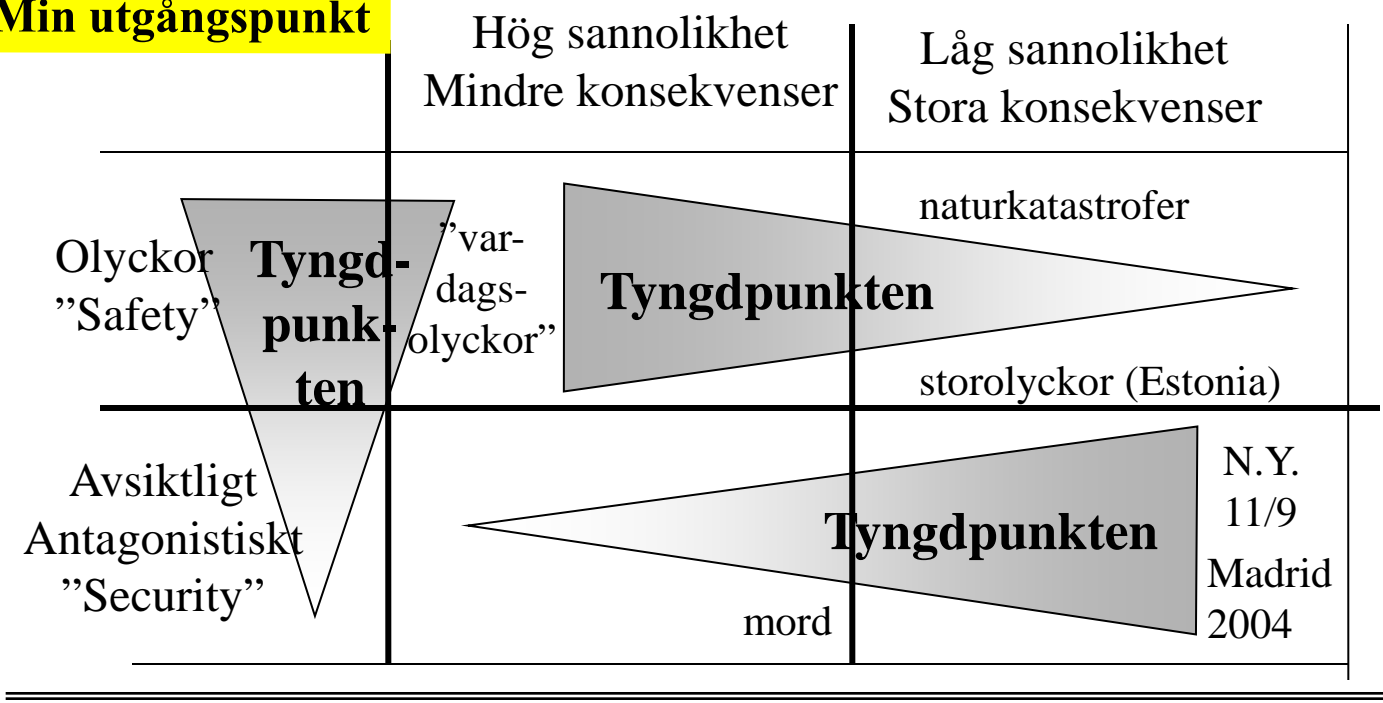 Min utgångspunkt
Hög sannolikhet
Mindre konsekvenser
Låg sannolikhet
Stora konsekvenser
Olyckor
”Safety”
Tyngd-
punk-
ten
”var-
dags-
olyckor”
Tyngdpunkten
naturkatastrofer
storolyckor (Estonia)
Avsiktligt
Antagonistiskt
”Security”
mord
Tyngdpunkten
N.Y.
11/9
Madrid
2004